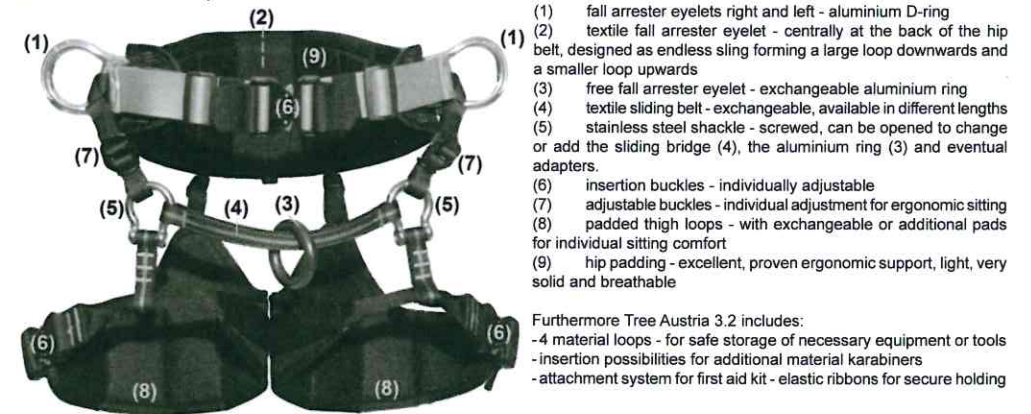 (2)
(1)
(9)
(1)
(6)
(7)
(7)
(5)
(4)
(3)
(5)
(6)
(6)
(8)
(8)
(1) fall arrester eyelets right and left - aluminium D-ring
(2) textile fall arrester eyelet - centrally at the back of the hip
belt, designed as endless sling forming a large loop downwards and
a smaller loop upwards
(3) free fall arrester eyelet - exchangeable aluminium ring
(4) textile sliding belt - exchangeable, available in different lengths
(5) stainless steel shackle - screwed, can be opened to change
or add the sliding bridge (4), the aluminium ring (3) and eventual
adapters.
(6) insertion buckles - individually adjustable
(7) adjustable buckles - individual adjustment for ergonomic sitting
(8) padded thigh loops - with exchangeable or additional pads
for individual sitting comfort
(9) hip padding - excellent, proven ergonomic support, light, very
solid and breathable
Furthermore Tree Austria 3.2 includes:
- 4 material loops - for safe storage of necessary equipment or tools
- insertion possibilities for additional material karabiners
- attachment system for first aid kit - elastic ribbons for secure holding